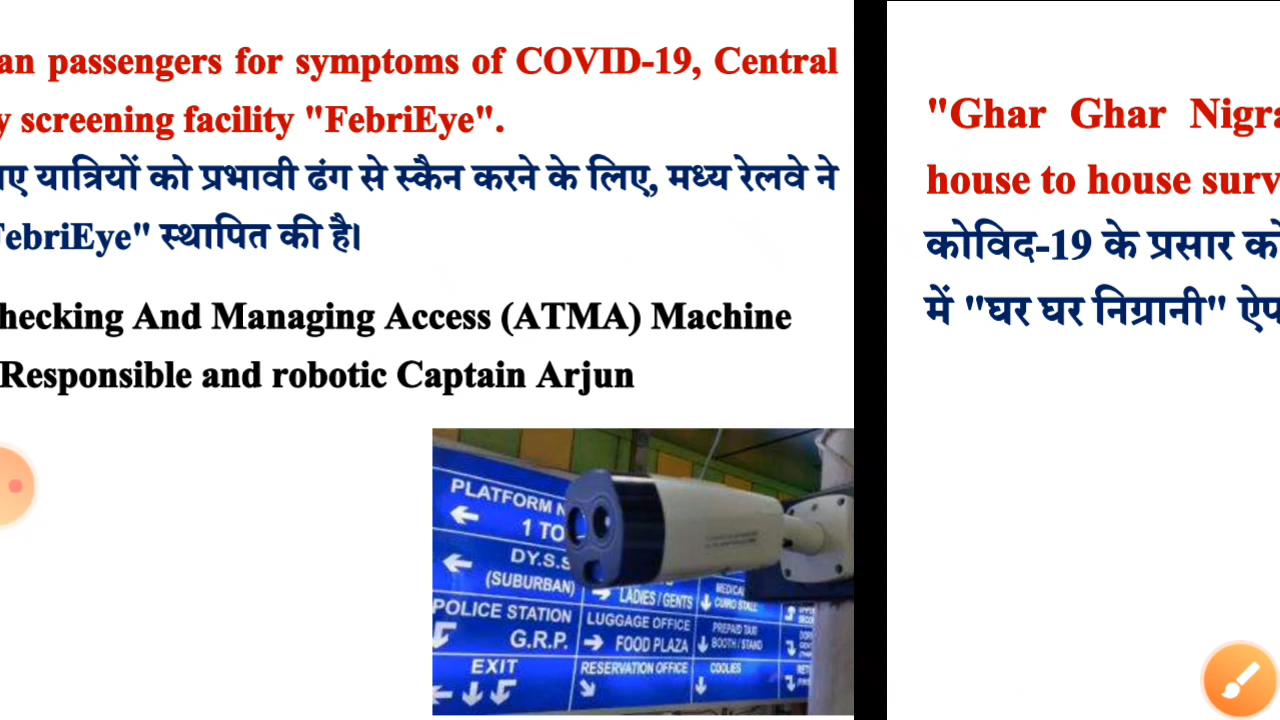 an passengers for symptoms of COVID-19, Central
y screening facility "FebriEye".
ए यात्रियों को प्रभावी ढंग से स्कैन करने के लिए, मध्य रेलवे ने
FebriEye" स्थापित की है।
hecking And Managing Access (ATMA) Machine
Responsible and robotic Captain Arjun
PLATFORM N
1 TO
DY.S.S
(SUBURBAN)
LADIES / GENTS
MEDICAL
POLICE STATION
G.R.P.
LUGGAGE OFFICE
FOOD PLAZA
PREPAID TAXI
BOOTH / STAND
EXIT
RESERVATION OFFICE
COOLIES
"Ghar Ghar Nigra
house to house surv
कोविद-19 के प्रसार को
में "घर घर निग्रानी" ऐप